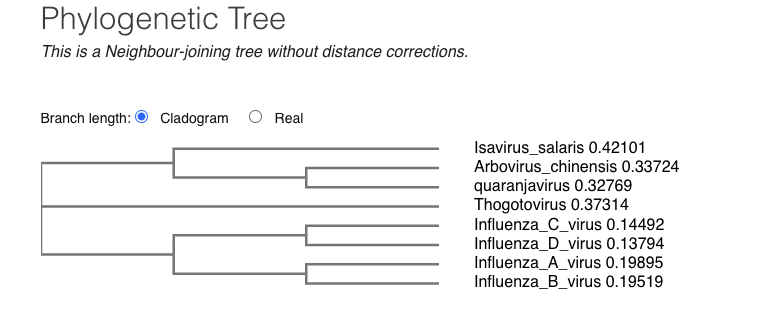 Phylogenetic Tree
This is a Neighbour-joining tree without distance corrections.
Branch length: Cladogram Real
Isavirus_salaris 0.42101
Arbovirus_chinensis 0.33724
quaranjavirus 0.32769
Thogotovirus 0.37314
Influenza_C_virus 0.14492
Influenza_D_virus 0.13794
Influenza_A_virus 0.19895
Influenza_B_virus 0.19519